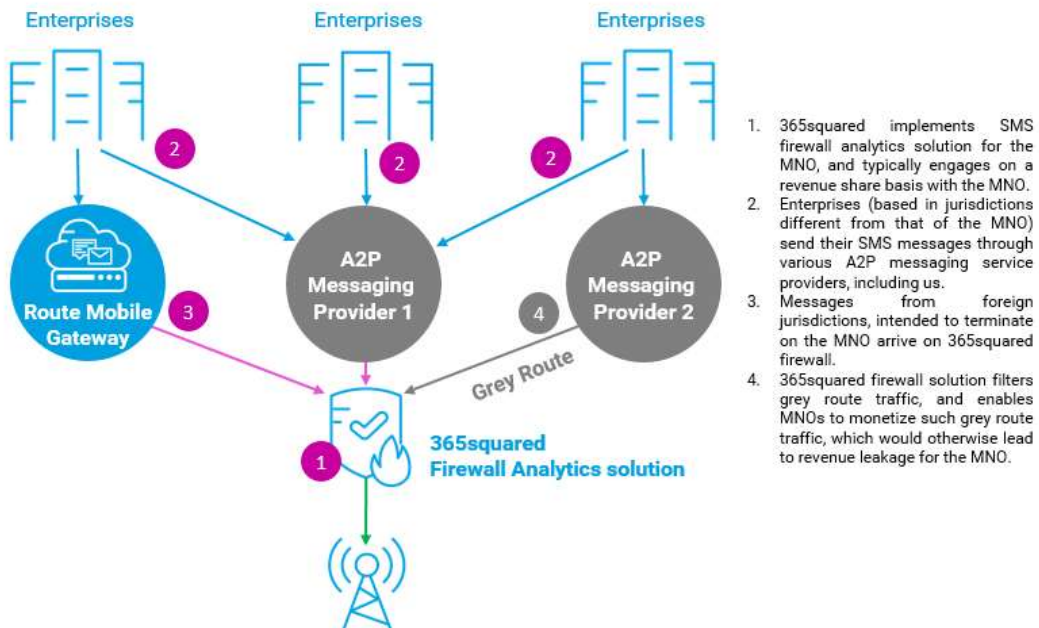 Enterprises
Enterprises
Enterprises
2
2
2
Route Mobile
Gateway
A2P
Messaging
Provider 1
A2P
Messaging
Provider 2
3
4
Grey Route
1
365squared
Firewall Analytics solution
1. 365squared implements SMS
firewall analytics solution for the
MNO, and typically engages on a
revenue share basis with the MNO.
2. Enterprises (based in jurisdictions
different from that of the MNO)
send their SMS messages through
various A2P messaging service
providers, including us.
3. Messages from foreign
jurisdictions, intended to terminate
on the MNO arrive on 365squared
firewall.
4. 365squared firewall solution filters
grey route traffic, and enables
MNOs to monetize such grey route
traffic, which would otherwise lead
to revenue leakage for the MNO.